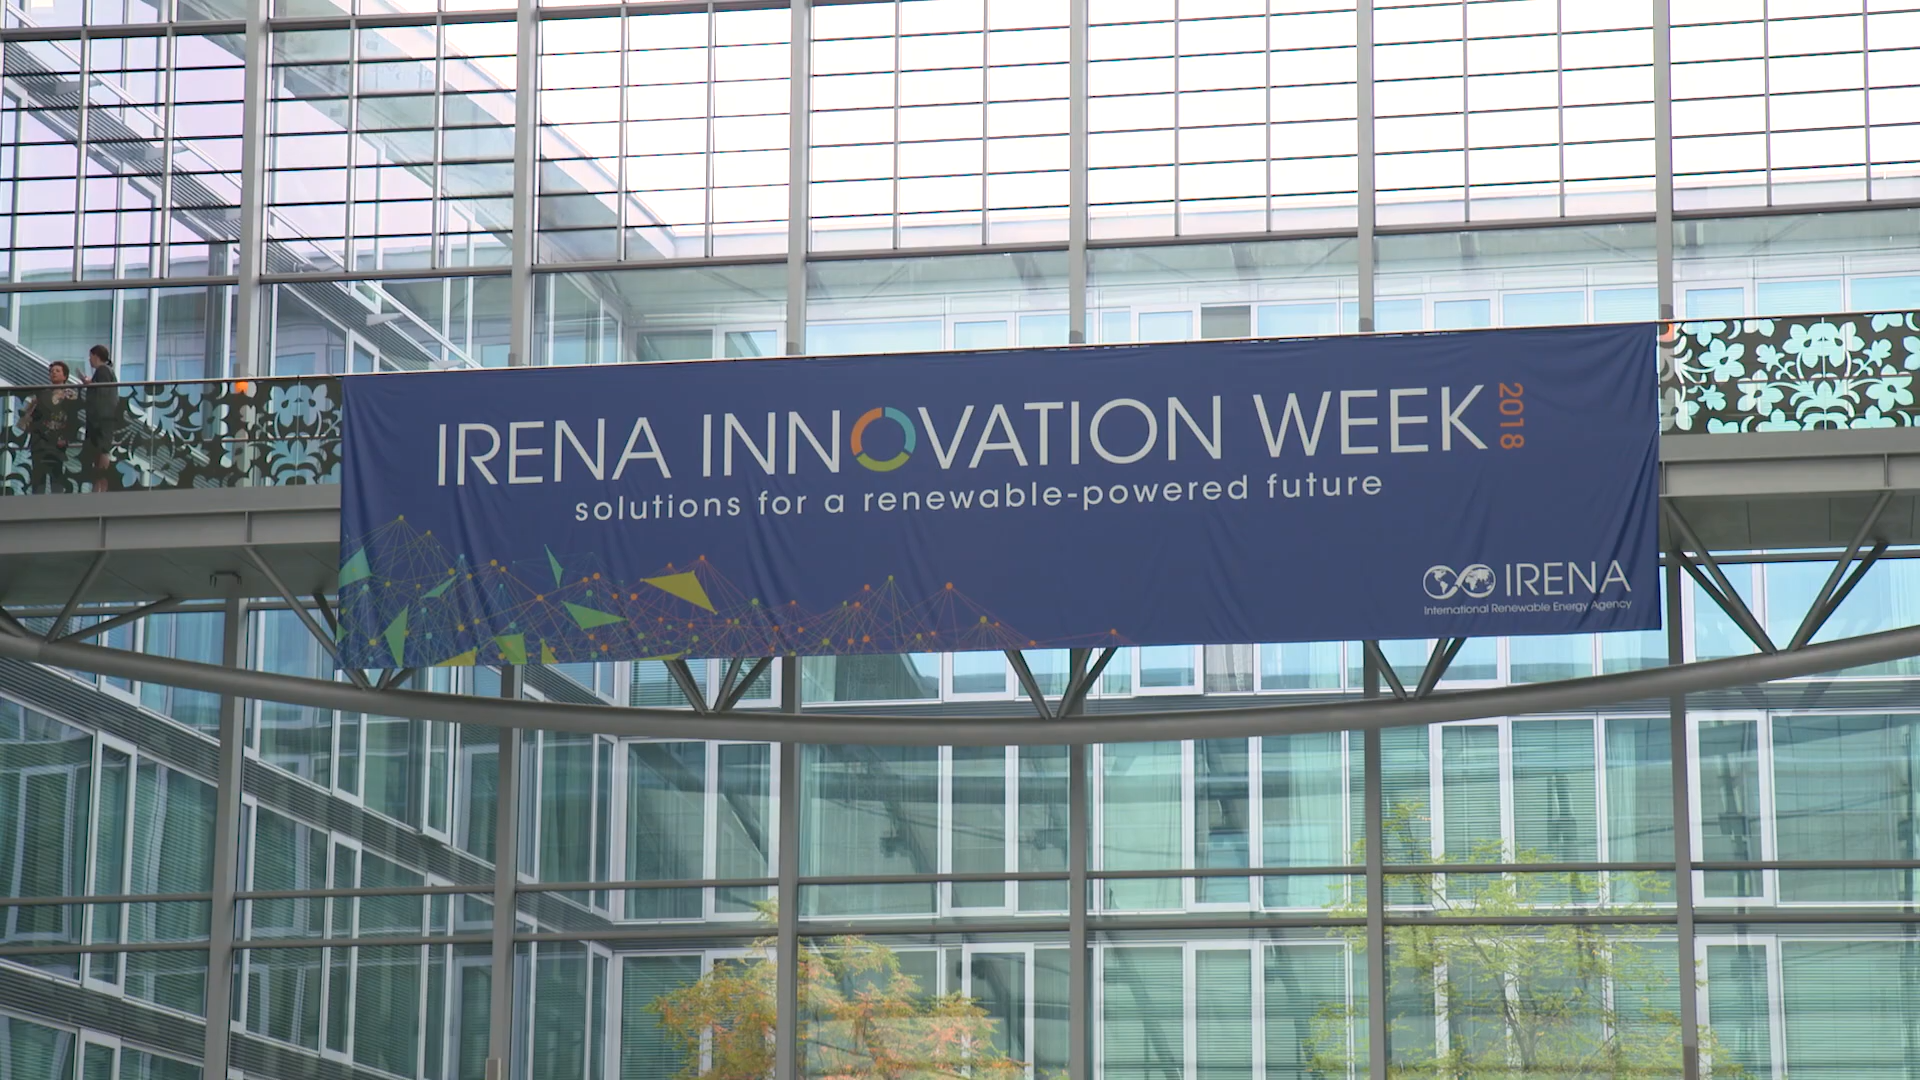 IRENA INNOVATION WEEK 2018
solutions for a renewable-powered future
IRENA
International Renewable Energy Agency